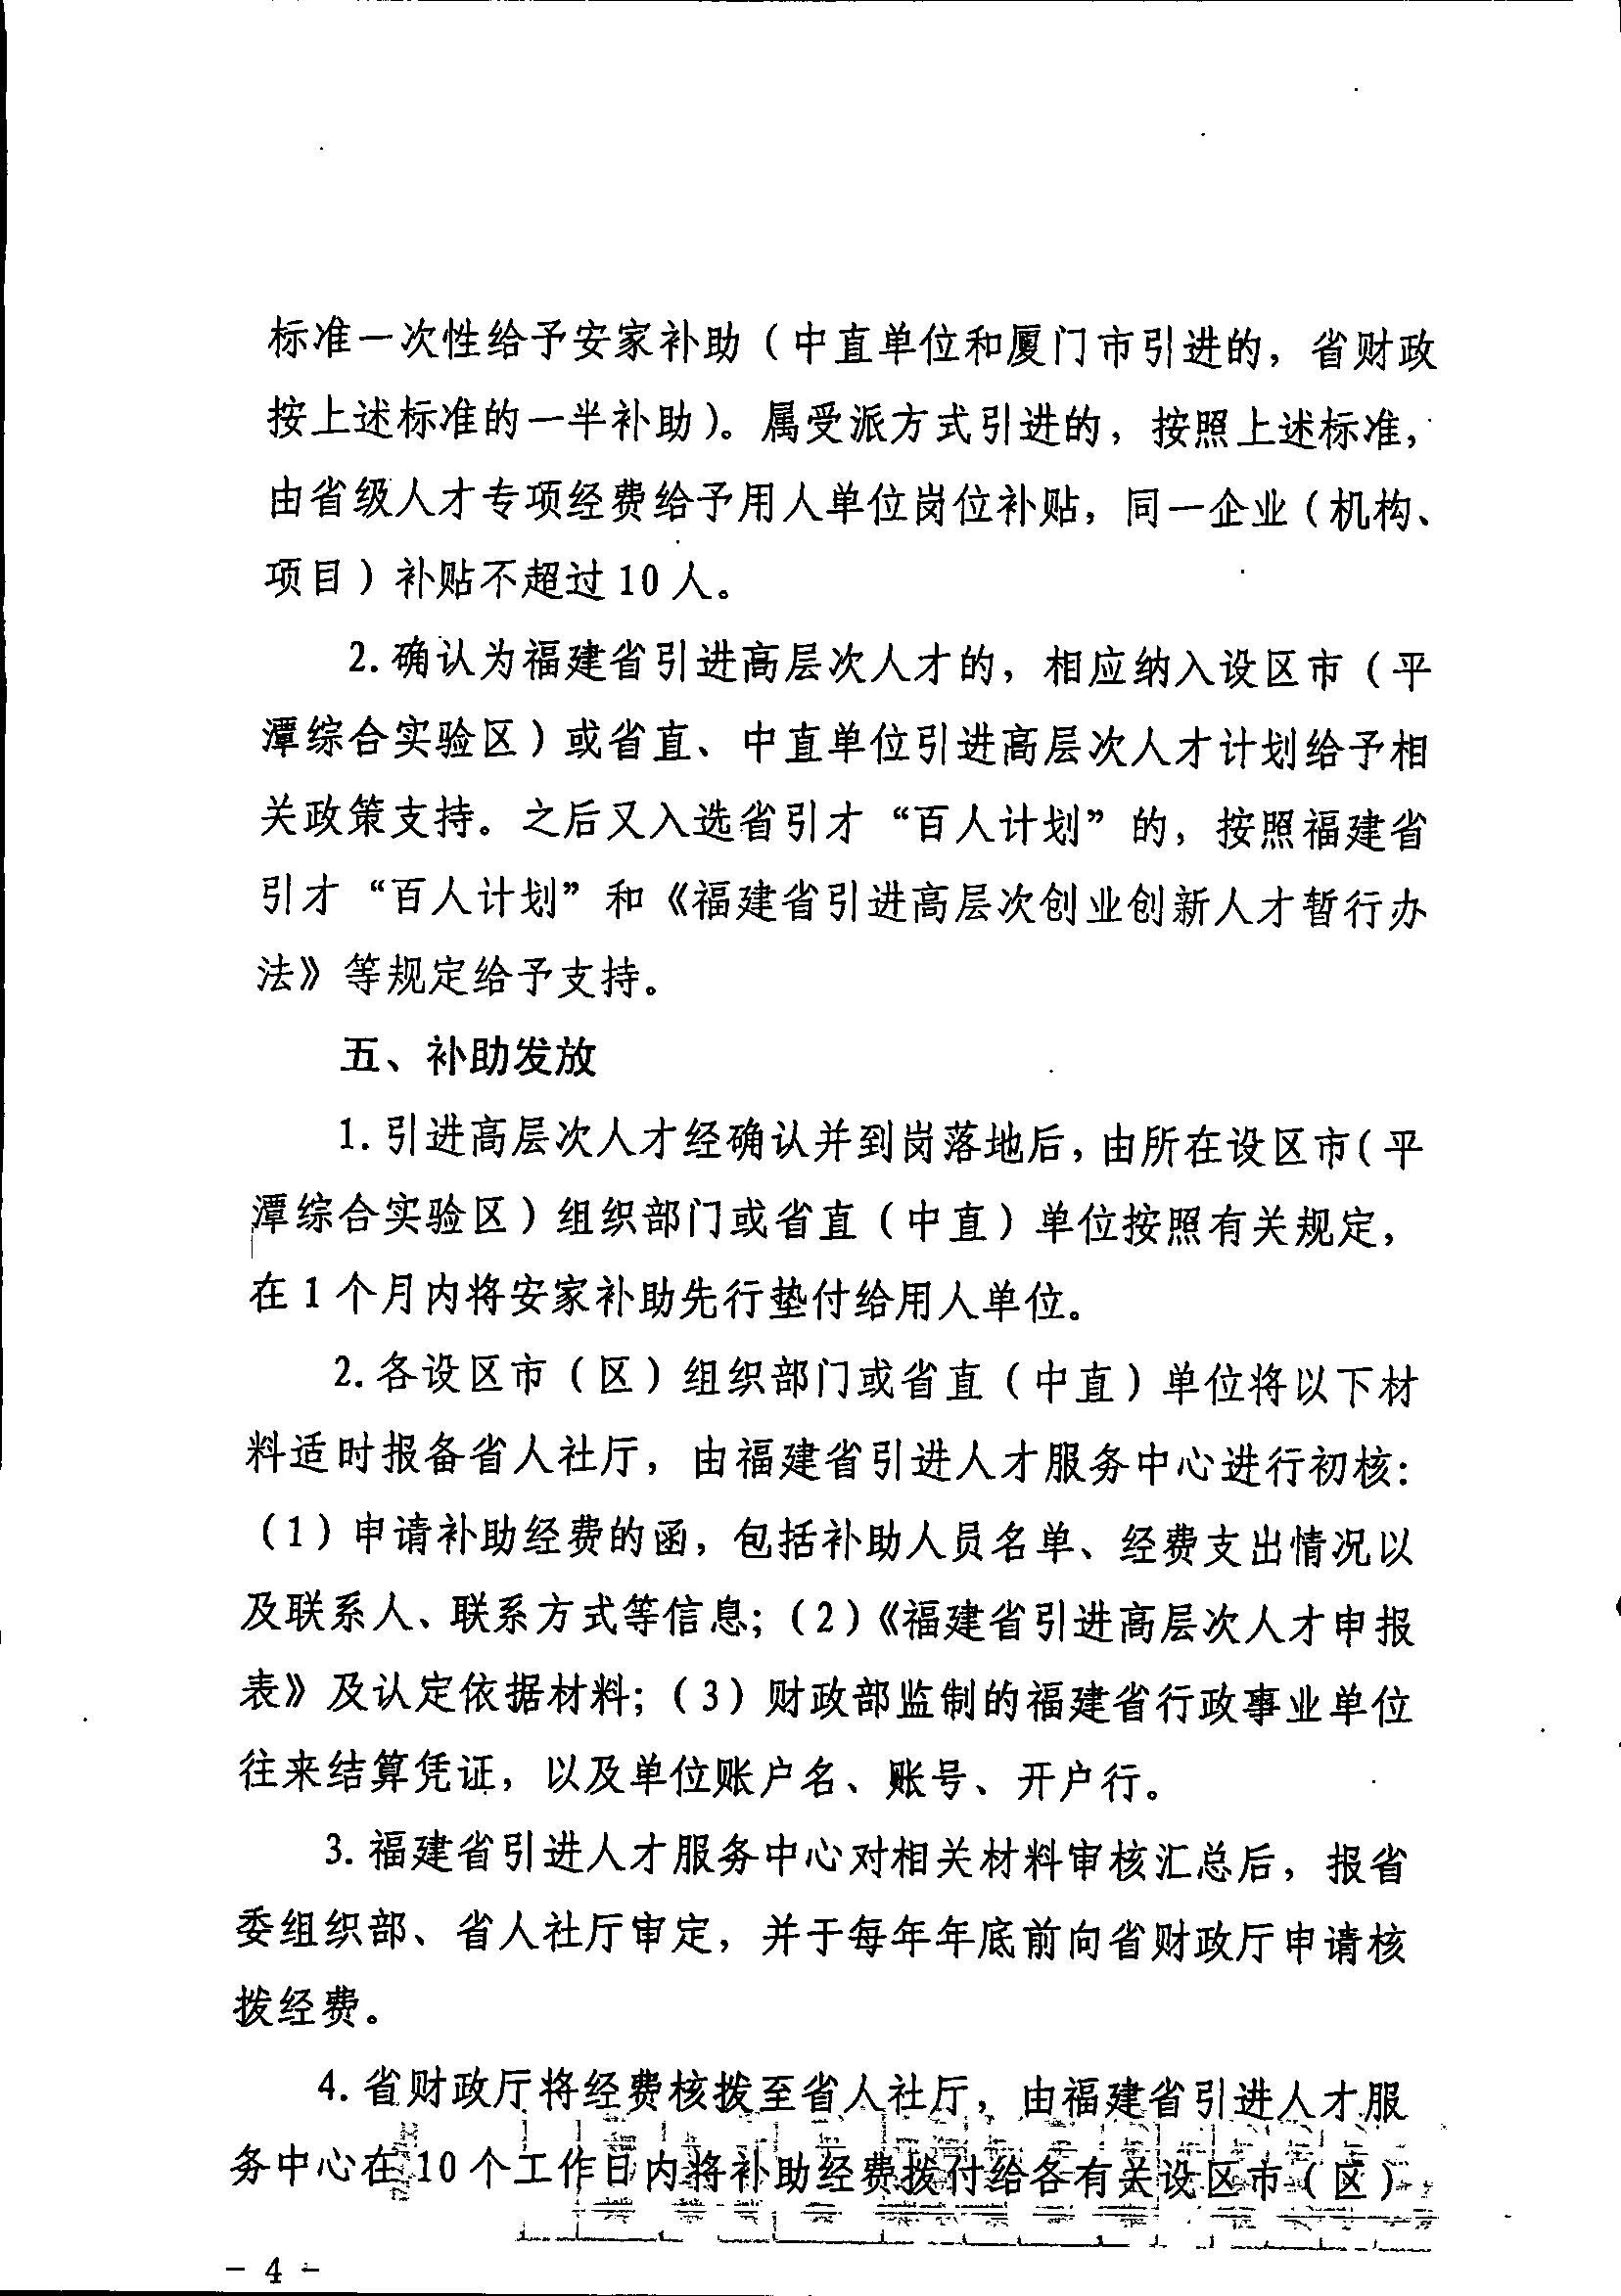 标准一次性给予安家补助（中直单位和厦门市引进的，省财政
按上述标准的一半补助）。属受派方式引进的，按照上述标准，
由省级人才专项经费给予用人单位岗位补贴，同一企业（机构、
项目）补贴不超过10人。
2.确认为福建省引进高层次人才的，相应纳入设区市（平
潭综合实验区）或省直、中直单位引进高层次人才计划给予相
关政策支持。之后又入选省引才“百人计划”的，按照福建省
引才“百人计划”和《福建省引进高层次创业创新人才暂行办
法》等规定给予支持。
五、补助发放
1.引进高层次人才经确认并到岗落地后，由所在设区市（平
潭综合实验区）组织部门或省直（中直）单位按照有关规定，
在1个月内将安家补助先行垫付给用人单位。
2.各设区市（区）组织部门或省直（中直）单位将以下材
料适时报备省人社厅，由福建省引进人才服务中心进行初核：
（1）申请补助经费的函，包括补助人员名单、经费支出情况以
及联系人、联系方式等信息；（2）《福建省引进高层次人才申报
表》及认定依据材料；（3）财政部监制的福建省行政事业单位
往来结算凭证，以及单位账户名、账号、开户行。
3.福建省引进人才服务中心对相关材料审核汇总后，报省
委组织部、省人社厅审定，并于每年年底前向省财政厅申请核
拨经费。
4.省财政厅将经费核拨至省人社厅，由福建省引进人才服
务中心在10个工作日内将补助经费拨付给各有关设区市（区）
- 4 -